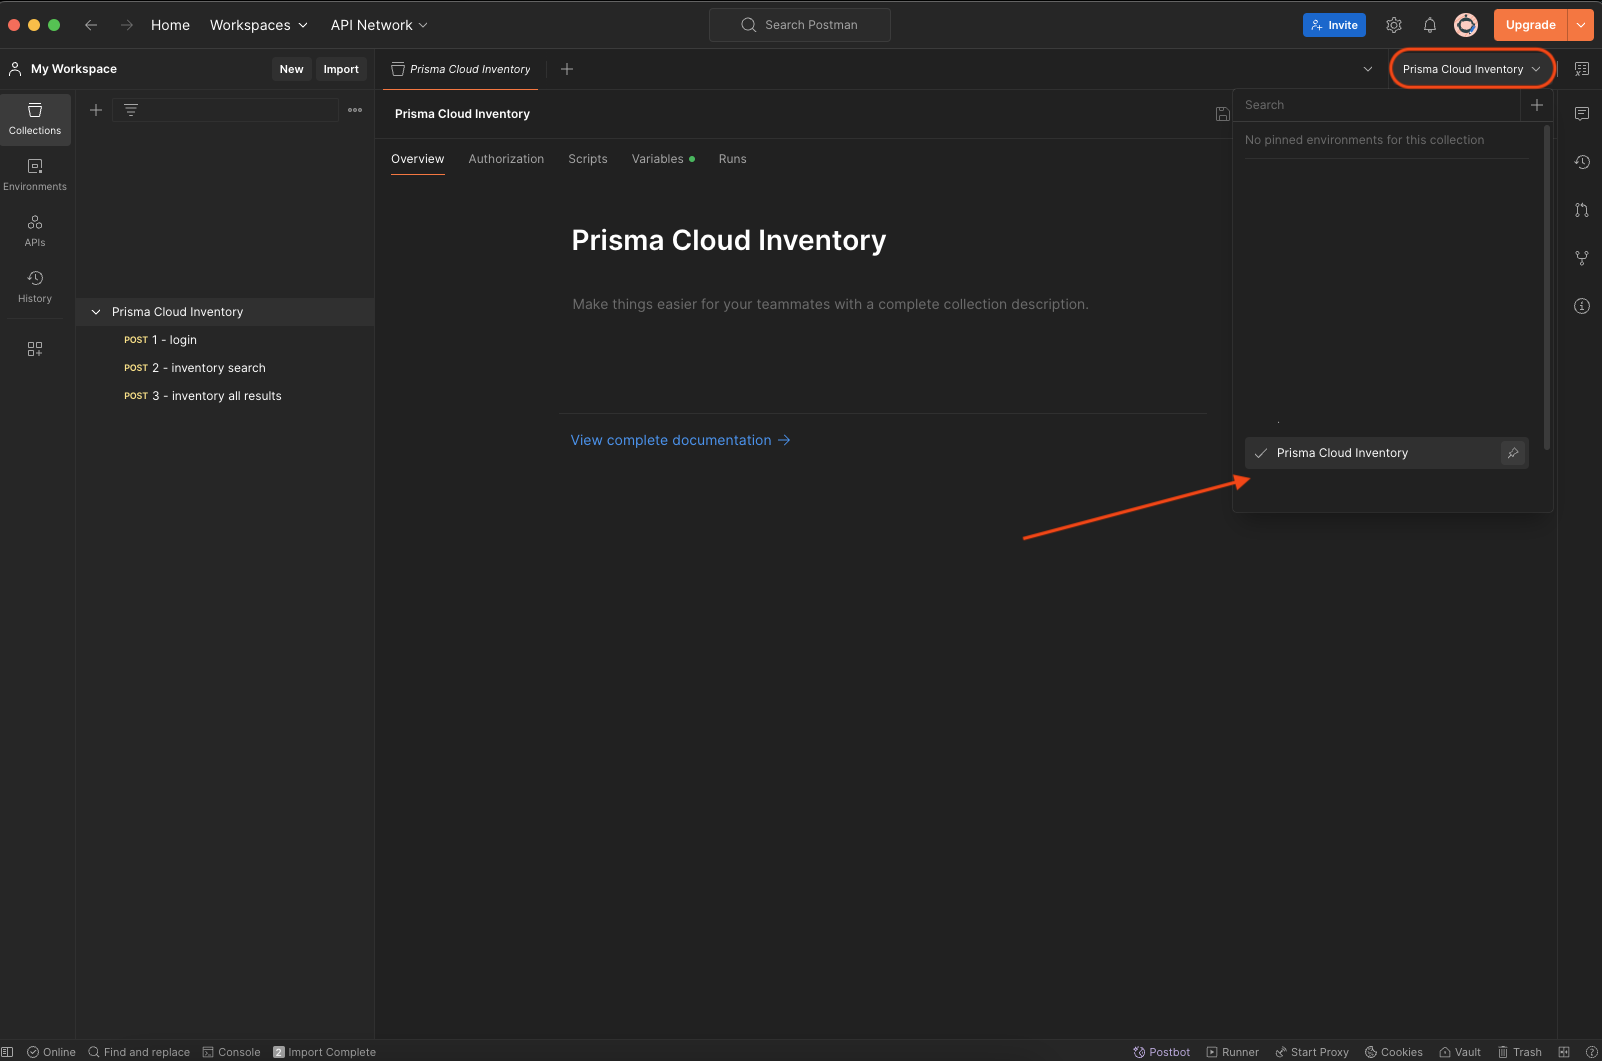 Home Workspaces API Network Search Postman Invite Upgrade
My Workspace New Import Prisma Cloud Inventory Prisma Cloud Inventory
Collections
Environments
APIs
History
Prisma Cloud Inventory
POST 1 - login
POST 2 - inventory search
POST 3 - inventory all results
Prisma Cloud Inventory
Overview Authorization Scripts Variables Runs
Prisma Cloud Inventory
Make things easier for your teammates with a complete collection description.
View complete documentation →
Search
No pinned environments for this collection
Prisma Cloud Inventory
Online Find and replace Console 2 Import Complete Postbot Runner Start Proxy Cookies Vault Trash